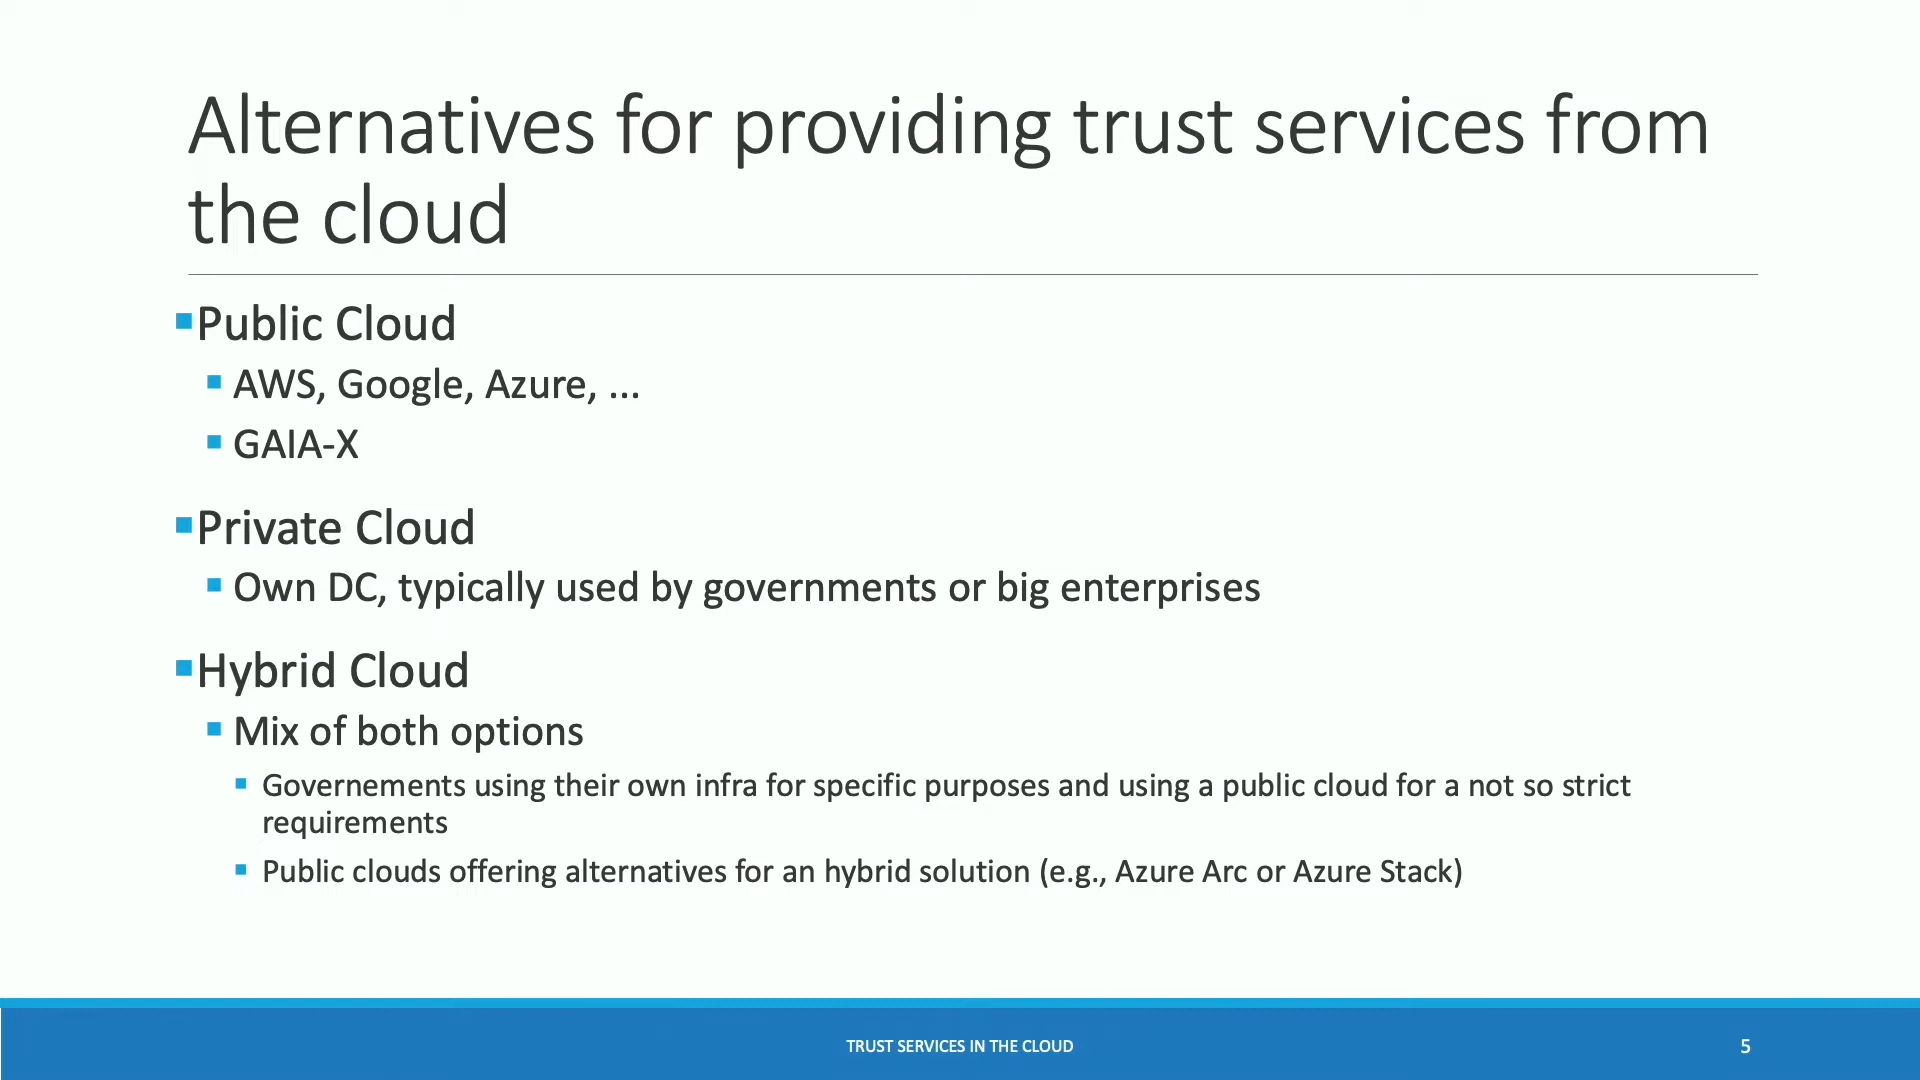 Alternatives for providing trust services from
the cloud
Public Cloud
AWS, Google, Azure, ...
GAIA-X
Private Cloud
Own DC, typically used by governments or big enterprises
Hybrid Cloud
Mix of both options
Governements using their own infra for specific purposes and using a public cloud for a not so strict
requirements
Public clouds offering alternatives for an hybrid solution (e.g., Azure Arc or Azure Stack)
TRUST SERVICES IN THE CLOUD
5